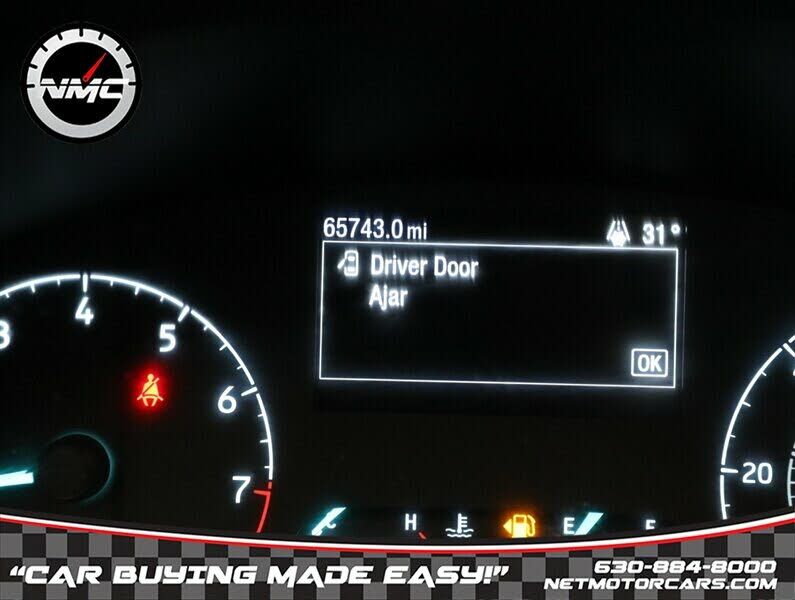 NMC
65743.0 mi
31°
Driver Door
Ajar
OK
3
4
5
6
7
20
H
E
F
"CAR BUYING MADE EASY!"
630-884-8000
NETMOTORCARS.COM